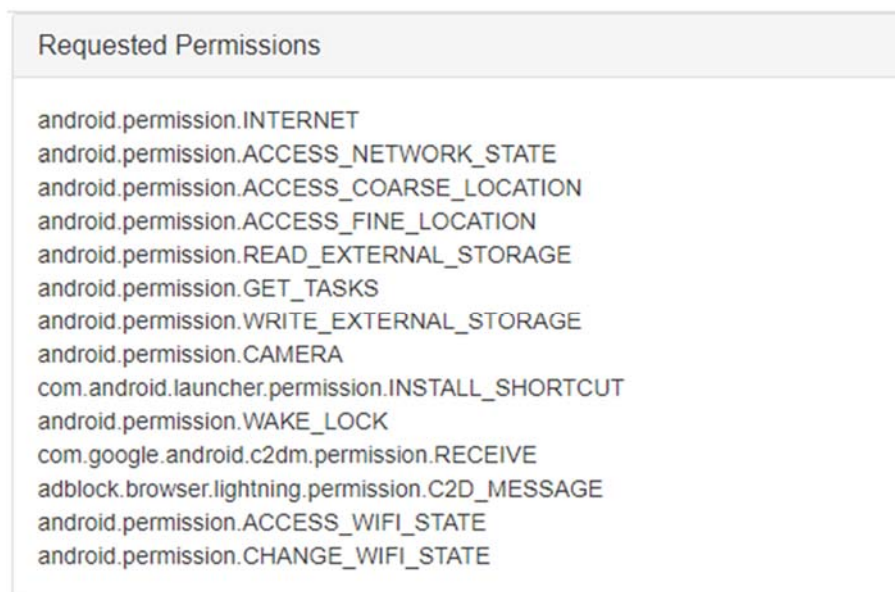 Requested Permissions
android.permission.INTERNET
android.permission.ACCESS_NETWORK_STATE
android.permission.ACCESS_COARSE_LOCATION
android.permission.ACCESS_FINE_LOCATION
android.permission.READ_EXTERNAL_STORAGE
android.permission.GET_TASKS
android.permission.WRITE_EXTERNAL_STORAGE
android.permission.CAMERA
com.android.launcher.permission.INSTALL_SHORTCUT
android.permission.WAKE_LOCK
com.google.android.c2dm.permission.RECEIVE
adblock.browser.lightning.permission.C2D_MESSAGE
android.permission.ACCESS_WIFI_STATE
android.permission.CHANGE_WIFI_STATE